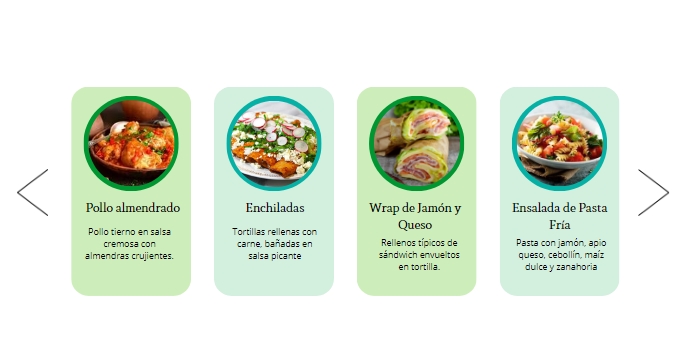 Pollo almendrado
Pollo tierno en salsa
cremosa con
almendras crujientes.
Enchiladas
Tortillas rellenas con
carne, bañadas en
salsa picante
Wrap de Jamón y
Queso
Rellenos típicos de
sándwich envueltos
en tortilla.
Ensalada de Pasta
Fría
Pasta con jamón, apio
queso, cebollín, maíz
dulce y zanahoria